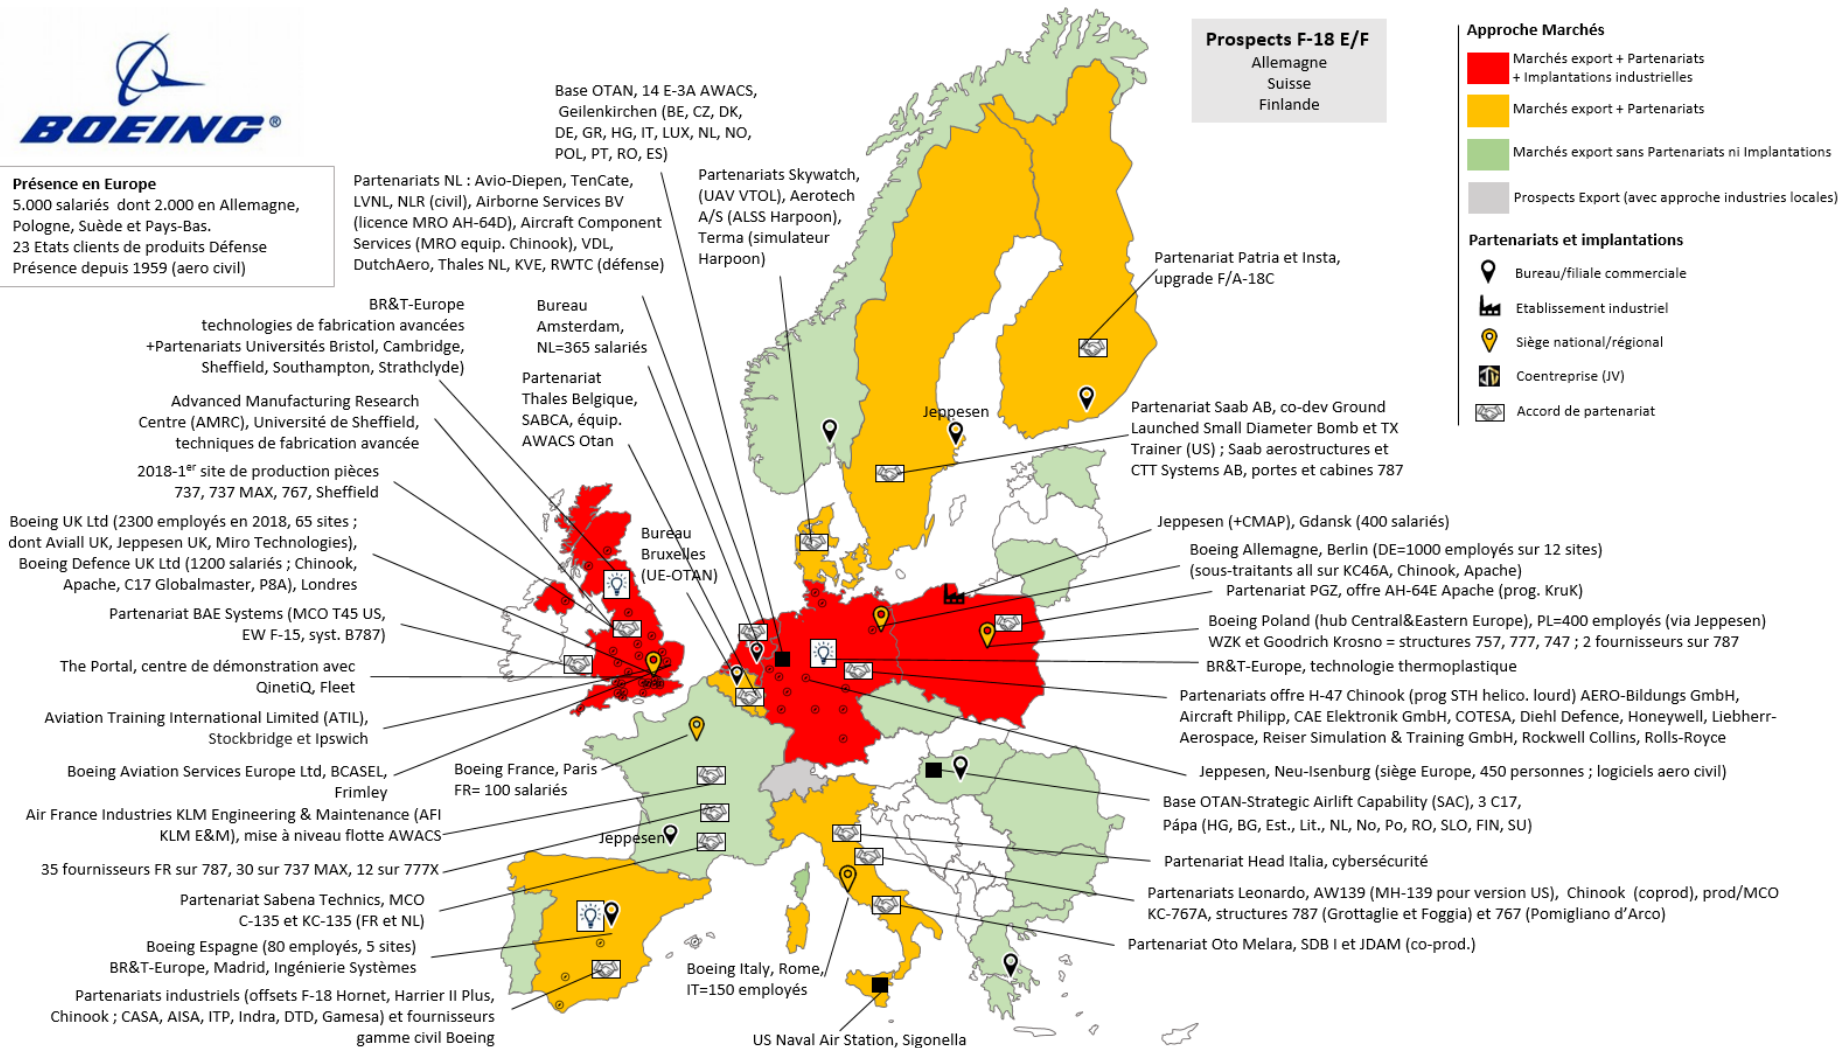 BOEING®
Présence en Europe
5.000 salariés dont 2.000 en Allemagne,
Pologne, Suède et Pays-Bas.
23 Etats clients de produits Défense
Présence depuis 1959 (aero civil)
Prospects F-18 E/F
Allemagne
Suisse
Finlande
Approche Marchés
Marchés export + Partenariats
+ Implantations industrielles
Marchés export + Partenariats
Marchés export sans Partenariats ni Implantations
Prospects Export (avec approche industries locales)
Partenariats et implantations
Bureau/filiale commerciale
Etablissement industriel
Siège national/régional
Coentreprise (JV)
Accord de partenariat
Base OTAN, 14 E-3A AWACS,
Geilenkirchen (BE, CZ, DK,
DE, GR, HG, IT, LUX, NL, NO,
POL, PT, RO, ES)
Partenariats NL : Avio-Diepen, TenCate,
LVNL, NLR (civil), Airborne Services BV
(licence MRO AH-64D), Aircraft Component
Services (MRO equip. Chinook), VDL,
DutchAero, Thales NL, KVE, RWTC (défense)
Partenariats Skywatch,
(UAV VTOL), Aerotech
A/S (ALSS Harpoon),
Terma (simulateur
Harpoon)
Partenariat Patria et Insta,
upgrade F/A-18C
BR&T-Europe
technologies de fabrication avancées
+Partenariats Universités Bristol, Cambridge,
Sheffield, Southampton, Strathclyde)
Bureau
Amsterdam,
NL=365 salariés
Partenariat
Thales Belgique,
SABCA, équip.
AWACS Otan
Advanced Manufacturing Research
Centre (AMRC), Université de Sheffield,
techniques de fabrication avancée
2018-1er site de production pièces
737, 737 MAX, 767, Sheffield
Boeing UK Ltd (2300 employés en 2018, 65 sites ;
dont Aviall UK, Jeppesen UK, Miro Technologies),
Boeing Defence UK Ltd (1200 salariés ; Chinook,
Apache, C17 Globalmaster, P8A), Londres
Bureau
Bruxelles
(UE-OTAN)
Partenariat BAE Systems (MCO T45 US,
EW F-15, syst. B787)
The Portal, centre de démonstration avec
QinetiQ, Fleet
Aviation Training International Limited (ATIL),
Stockbridge et Ipswich
Boeing Aviation Services Europe Ltd, BCASEL,
Frimley
Boeing France, Paris
FR= 100 salariés
Air France Industries KLM Engineering & Maintenance (AFI
KLM E&M), mise à niveau flotte AWACS
Jeppesen
35 fournisseurs FR sur 787, 30 sur 737 MAX, 12 sur 777X
Partenariat Sabena Technics, MCO
C-135 et KC-135 (FR et NL)
Boeing Espagne (80 employés, 5 sites)
BR&T-Europe, Madrid, Ingénierie Systèmes
Partenariats industriels (offsets F-18 Hornet, Harrier II Plus,
Chinook ; CASA, AISA, ITP, Indra, DTD, Gamesa) et fournisseurs
gamme civil Boeing
Jeppesen
Partenariat Saab AB, co-dev Ground
Launched Small Diameter Bomb et TX
Trainer (US) ; Saab aerostructures et
CTT Systems AB, portes et cabines 787
Jeppesen (+CMAP), Gdansk (400 salariés)
Boeing Allemagne, Berlin (DE=1000 employés sur 12 sites)
(sous-traitants all sur KC46A, Chinook, Apache)
Partenariat PGZ, offre AH-64E Apache (prog. KruK)
Boeing Poland (hub Central&Eastern Europe), PL=400 employés (via Jeppesen)
WZK et Goodrich Krosno = structures 757, 777, 747 ; 2 fournisseurs sur 787
BR&T-Europe, technologie thermoplastique
Partenariats offre H-47 Chinook (prog STH helico. lourd) AERO-Bildungs GmbH,
Aircraft Philipp, CAE Elektronik GmbH, COTESA, Diehl Defence, Honeywell, Liebherr-
Aerospace, Reiser Simulation & Training GmbH, Rockwell Collins, Rolls-Royce
Jeppesen, Neu-Isenburg (siège Europe, 450 personnes ; logiciels aero civil)
Base OTAN-Strategic Airlift Capability (SAC), 3 C17,
Pápa (HG, BG, Est., Lit., NL, No, Po, RO, SLO, FIN, SU)
Partenariat Head Italia, cybersécurité
Partenariats Leonardo, AW139 (MH-139 pour version US), Chinook (coprod), prod/MCO
KC-767A, structures 787 (Grottaglie et Foggia) et 767 (Pomigliano d’Arco)
Partenariat Oto Melara, SDB I et JDAM (co-prod.)
Boeing Italy, Rome,
IT=150 employés
US Naval Air Station, Sigonella